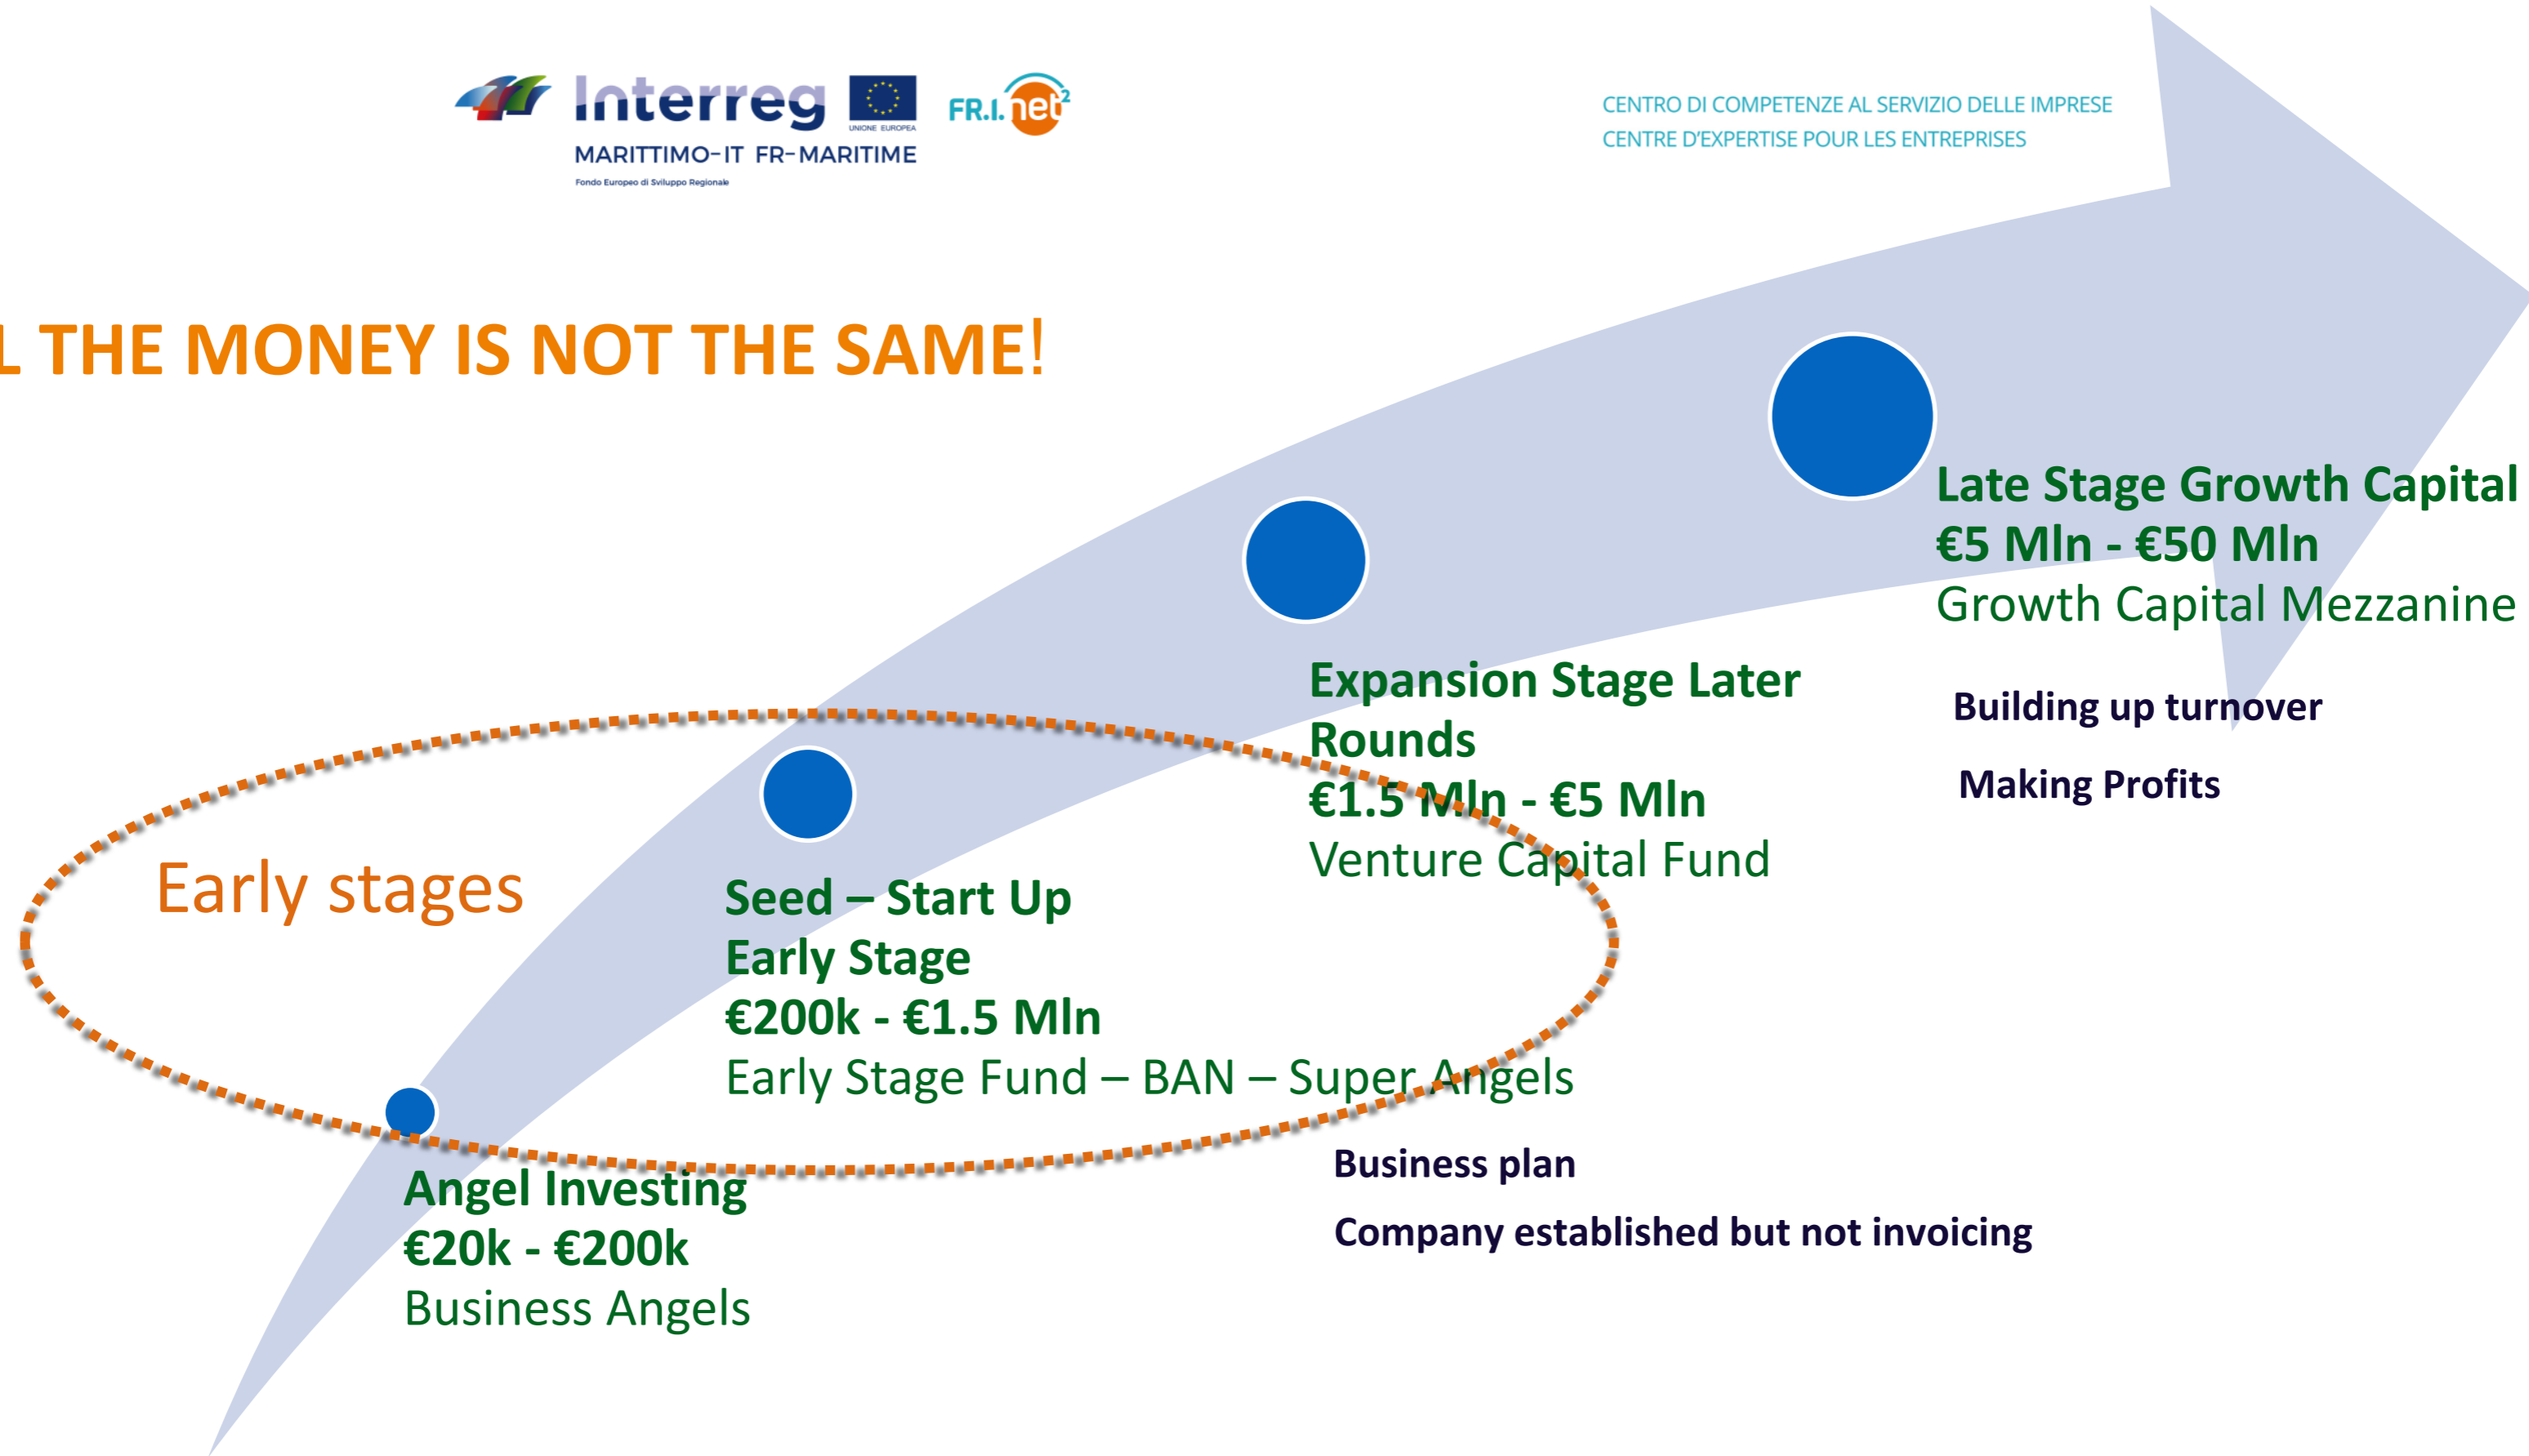 Interreg
UNIONE EUROPEA
MARITTIMO-IT FR-MARITIME
Fondo Europeo di Sviluppo Regionale
FR.I.net²
CENTRO DI COMPETENZE AL SERVIZIO DELLE IMPRESE
CENTRE D'EXPERTISE POUR LES ENTREPRISES
L THE MONEY IS NOT THE SAME!
Late Stage Growth Capital
€5 Mln - €50 Mln
Growth Capital Mezzanine
Building up turnover
Making Profits
Expansion Stage Later
Rounds
€1.5 Mln - €5 Mln
Venture Capital Fund
Early stages
Seed – Start Up
Early Stage
€200k - €1.5 Mln
Early Stage Fund – BAN – Super Angels
Business plan
Company established but not invoicing
Angel Investing
€20k - €200k
Business Angels